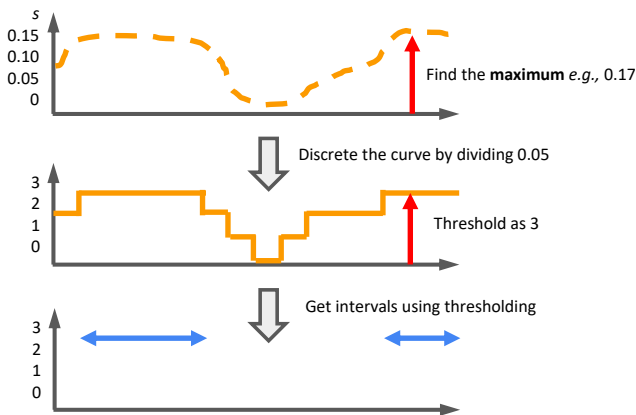 s
0.15
0.10
0.05
0
Find the maximum e.g., 0.17
Discrete the curve by dividing 0.05
3
2
1
0
Threshold as 3
Get intervals using thresholding
3
2
1
0